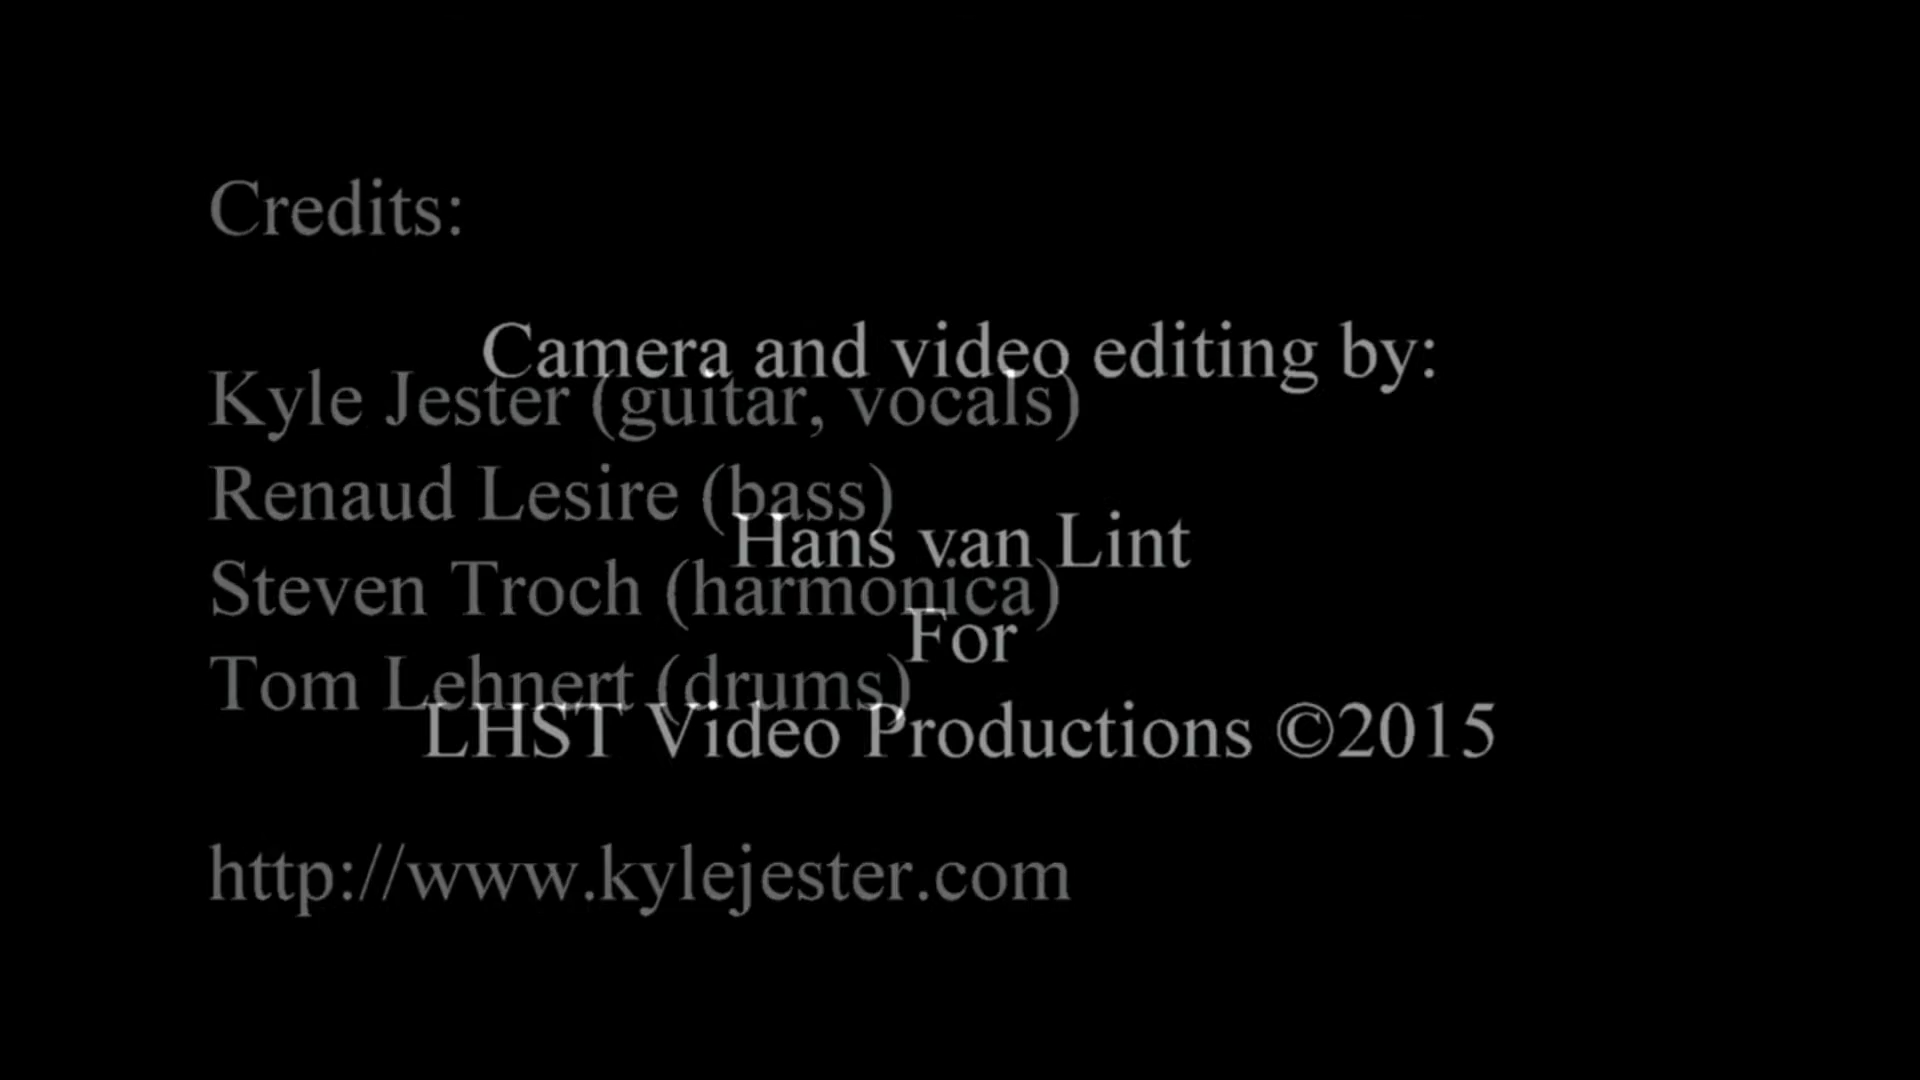 Credits:
Camera and video editing by:
Kyle Jester (guitar, vocals)
Renaud Lesire (bass)
Hans van Lint
Steven Troch (harmonica)
For
Tom Lehnert (drums)
LHST Video Productions ©2015
http://www.kylejester.com